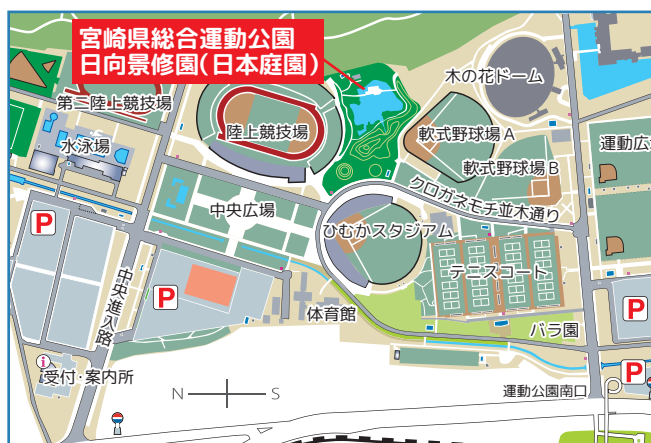 宮崎県総合運動公園
日向景修園(日本庭園)
木の花ドーム
第二陸上競技場
陸上競技場
軟式野球場A
水泳場
運動広
軟式野球場B
クロガネモチ並木通り
中央広場
ひむかスタジアム
P
テニスコート
中央進入路
P
体育館
P
バラ園
i
受付・案内所
P
N S
運動公園南口